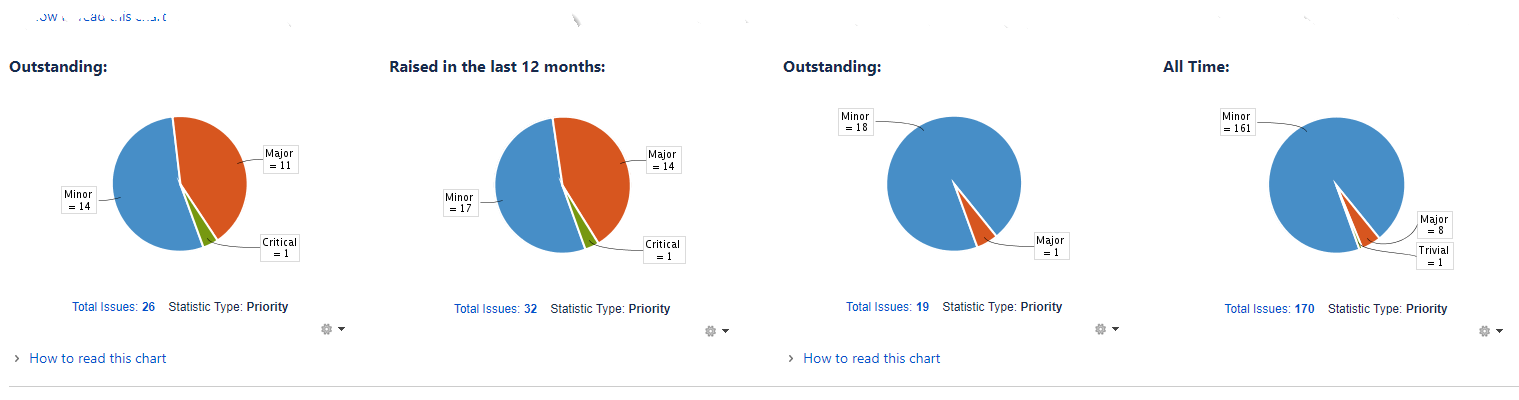 Outstanding:
Minor
= 14
Major
= 11
Critical
= 1
Total Issues: 26 Statistic Type: Priority
How to read this chart
Raised in the last 12 months:
Minor
= 17
Major
= 14
Critical
= 1
Total Issues: 32 Statistic Type: Priority
Outstanding:
Minor
= 18
Major
= 1
Total Issues: 19 Statistic Type: Priority
How to read this chart
All Time:
Minor
= 161
Major
= 8
Trivial
= 1
Total Issues: 170 Statistic Type: Priority